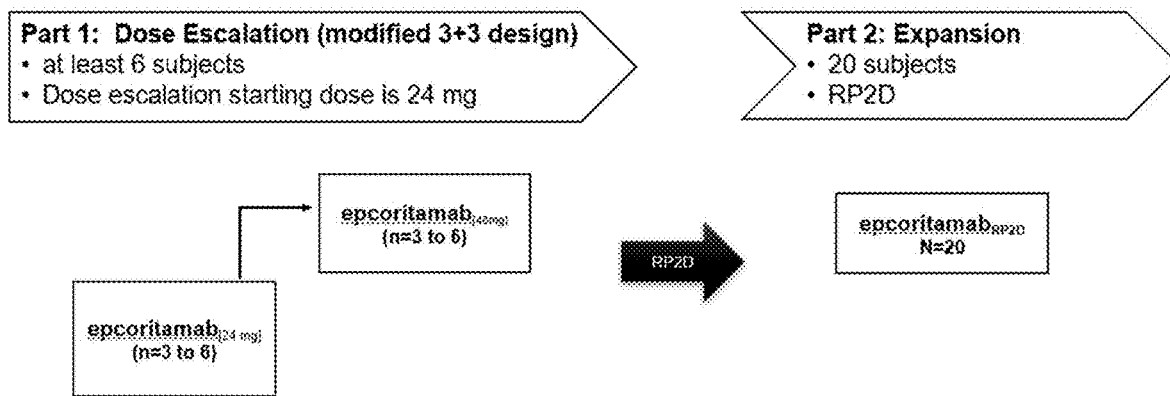 Part 1: Dose Escalation (modified 3+3 design)
• at least 6 subjects
• Dose escalation starting dose is 24 mg
Part 2: Expansion
• 20 subjects
• RP2D
epcoritamab[48mg]
(n=3 to 6)
RP2D
epcoritamabRP2D
N=20
epcoritamab[24 mg]
(n=3 to 6)